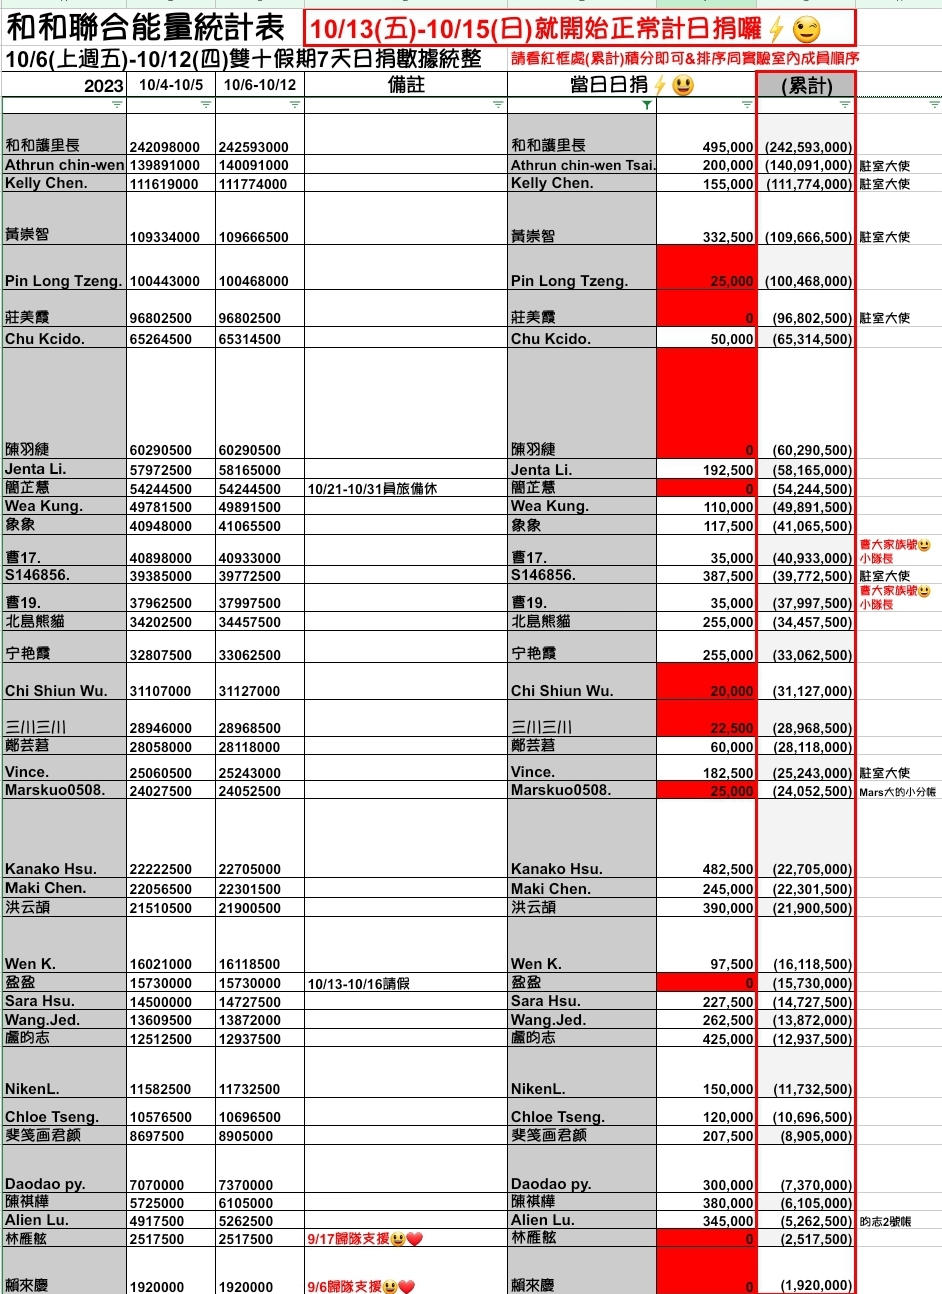 和和聯合能量統計表 10/13(五)-10/15(日)就開始正常計日捐囉⚡😉
10/6(上週五)-10/12(四)雙十假期7天日捐數據統整 請看紅框處(累計)積分即可&排序同實驗室內成員順序
2023 10/4-10/5 10/6-10/12 備註 當日日捐⚡😃 (累計)
和和護里長 242098000 242593000 和和護里長 495,000 (242,593,000)
Athrun chin-wen 139891000 140091000 Athrun chin-wen Tsai. 200,000 (140,091,000) 駐室大使
Kelly Chen. 111619000 111774000 Kelly Chen. 155,000 (111,774,000) 駐室大使
黃崇智 109334000 109666500 黃崇智 332,500 (109,666,500) 駐室大使
Pin Long Tzeng. 100443000 100468000 Pin Long Tzeng. 25,000 (100,468,000)
莊美霞 96802500 96802500 莊美霞 0 (96,802,500) 駐室大使
Chu Kcido. 65264500 65314500 Chu Kcido. 50,000 (65,314,500)
陳羽緁 60290500 60290500 陳羽緁 0 (60,290,500)
Jenta Li. 57972500 58165000 Jenta Li. 192,500 (58,165,000)
簡芷慧 54244500 54244500 10/21-10/31員旅備休 簡芷慧 0 (54,244,500)
Wea Kung. 49781500 49891500 Wea Kung. 110,000 (49,891,500)
象象 40948000 41065500 象象 117,500 (41,065,500)
曹17. 40898000 40933000 曹17. 35,000 (40,933,000) 曹大家族號😃
小隊長
S146856. 39385000 39772500 S146856. 387,500 (39,772,500) 駐室大使
曹19. 37962500 37997500 曹19. 35,000 (37,997,500) 曹大家族號😃
小隊長
北島熊貓 34202500 34457500 北島熊貓 255,000 (34,457,500)
宁艳霞 32807500 33062500 宁艳霞 255,000 (33,062,500)
Chi Shiun Wu. 31107000 31127000 Chi Shiun Wu. 20,000 (31,127,000)
三川三川 28946000 28968500 三川三川 22,500 (28,968,500)
鄭芸莙 28058000 28118000 鄭芸莙 60,000 (28,118,000)
Vince. 25060500 25243000 Vince. 182,500 (25,243,000) 駐室大使
Marskuo0508. 24027500 24052500 Marskuo0508. 25,000 (24,052,500) Mars大的小分帳
Kanako Hsu. 22222500 22705000 Kanako Hsu. 482,500 (22,705,000)
Maki Chen. 22056500 22301500 Maki Chen. 245,000 (22,301,500)
洪云頡 21510500 21900500 洪云頡 390,000 (21,900,500)
Wen K. 16021000 16118500 Wen K. 97,500 (16,118,500)
盈盈 15730000 15730000 10/13-10/16請假 盈盈 0 (15,730,000)
Sara Hsu. 14500000 14727500 Sara Hsu. 227,500 (14,727,500)
Wang.Jed. 13609500 13872000 Wang.Jed. 262,500 (13,872,000)
盧昀志 12512500 12937500 盧昀志 425,000 (12,937,500)
NikenL. 11582500 11732500 NikenL. 150,000 (11,732,500)
Chloe Tseng. 10576500 10696500 Chloe Tseng. 120,000 (10,696,500)
斐笺画君颜 8697500 8905000 斐笺画君颜 207,500 (8,905,000)
Daodao py. 7070000 7370000 Daodao py. 300,000 (7,370,000)
陳祺樺 5725000 6105000 陳祺樺 380,000 (6,105,000)
Alien Lu. 4917500 5262500 Alien Lu. 345,000 (5,262,500) 昀志2號帳
林雁舷 2517500 2517500 9/17歸隊支援😃❤️ 林雁舷 0 (2,517,500)
賴來慶 1920000 1920000 9/6歸隊支援😃❤️ 賴來慶 0 (1,920,000)